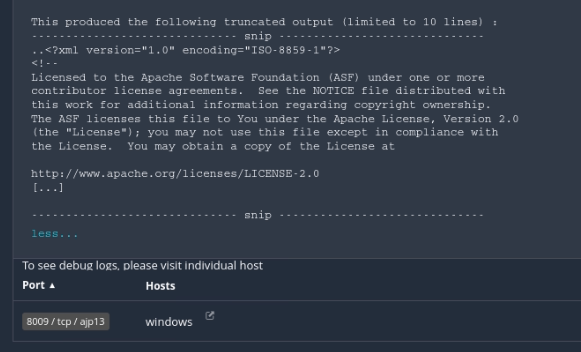 This produced the following truncated output (limited to 10 lines) :
------------------------------ snip ------------------------------
..<?xml version="1.0" encoding="ISO-8859-1"?>
<!--
Licensed to the Apache Software Foundation (ASF) under one or more
contributor license agreements.  See the NOTICE file distributed with
this work for additional information regarding copyright ownership.
The ASF licenses this file to You under the Apache License, Version 2.0
(the "License"); you may not use this file except in compliance with
the License.  You may obtain a copy of the License at
http://www.apache.org/licenses/LICENSE-2.0
[...]
------------------------------ snip ------------------------------
less...
To see debug logs, please visit individual host
Port ▲ Hosts
8009 / tcp / ajp13 windows